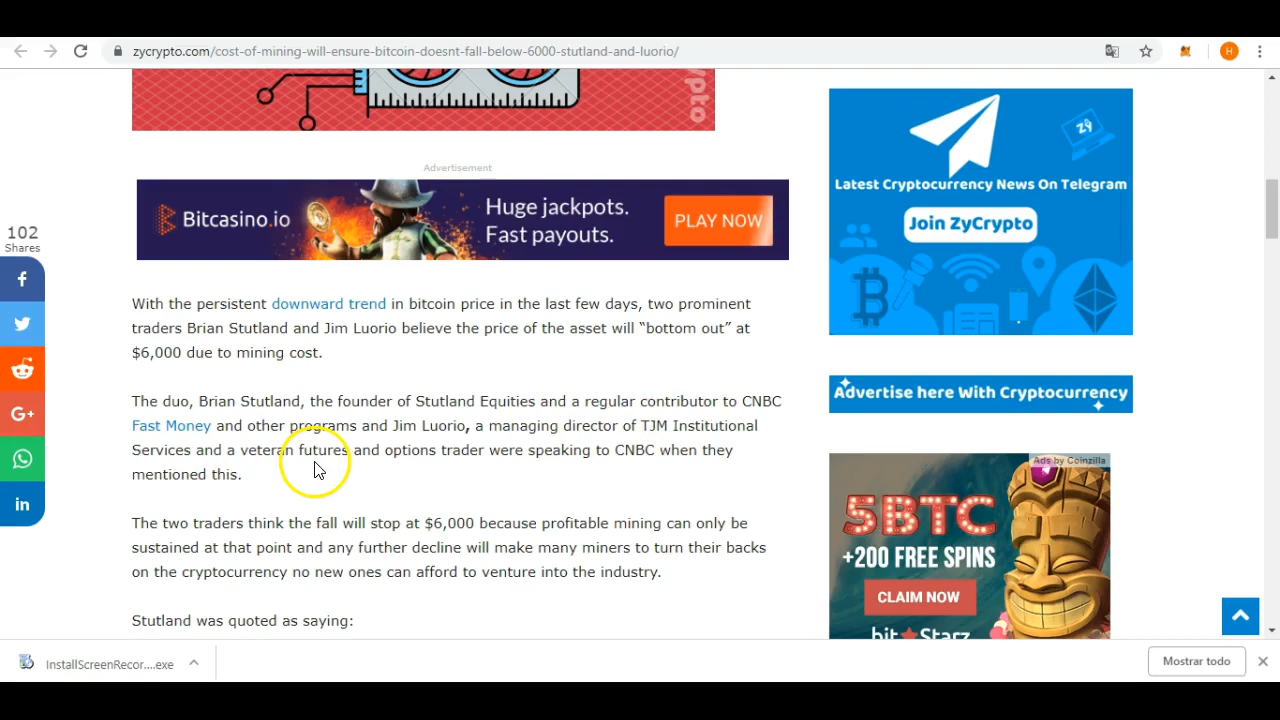 zycrypto.com/cost-of-mining-will-ensure-bitcoin-doesnt-fall-below-6000-stutland-and-luorio/
H
Advertisement
Bitcasino.io
Huge jackpots.
Fast payouts.
PLAY NOW
102
Shares
f
G+
in
With the persistent downward trend in bitcoin price in the last few days, two prominent
traders Brian Stutland and Jim Luorio believe the price of the asset will “bottom out” at
$6,000 due to mining cost.
The duo, Brian Stutland, the founder of Stutland Equities and a regular contributor to CNBC
Fast Money and other programs and Jim Luorio, a managing director of TJM Institutional
Services and a veteran futures and options trader were speaking to CNBC when they
mentioned this.
The two traders think the fall will stop at $6,000 because profitable mining can only be
sustained at that point and any further decline will make many miners to turn their backs
on the cryptocurrency no new ones can afford to venture into the industry.
Stutland was quoted as saying:
Latest Cryptocurrency News On Telegram
Join ZyCrypto
Advertise here With Cryptocurrency
Ads by Coinzilla
5BTC
+200 FREE SPINS
CLAIM NOW
bitStarz
InstallScreenRecor....exe
Mostrar todo